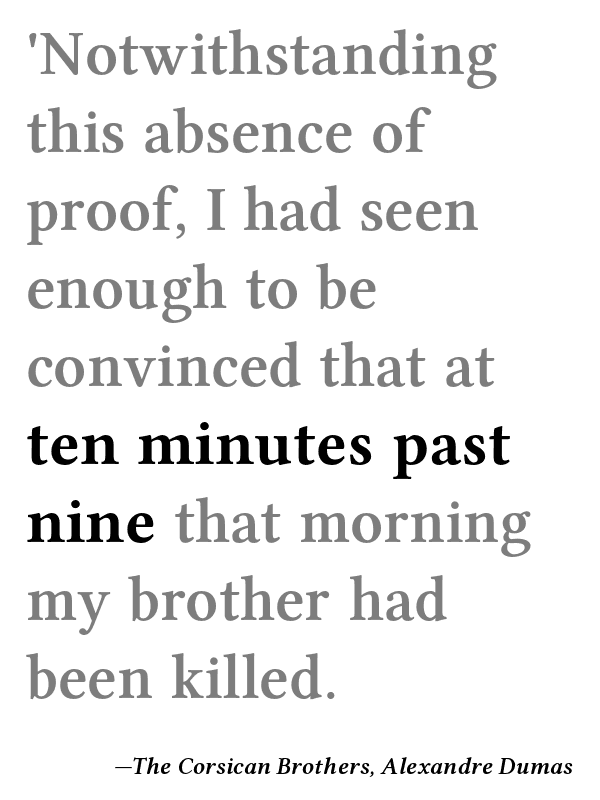 'Notwithstanding
this absence of
proof, I had seen
enough to be
convinced that at
ten minutes past
nine that morning
my brother had
been killed.
—The Corsican Brothers, Alexandre Dumas